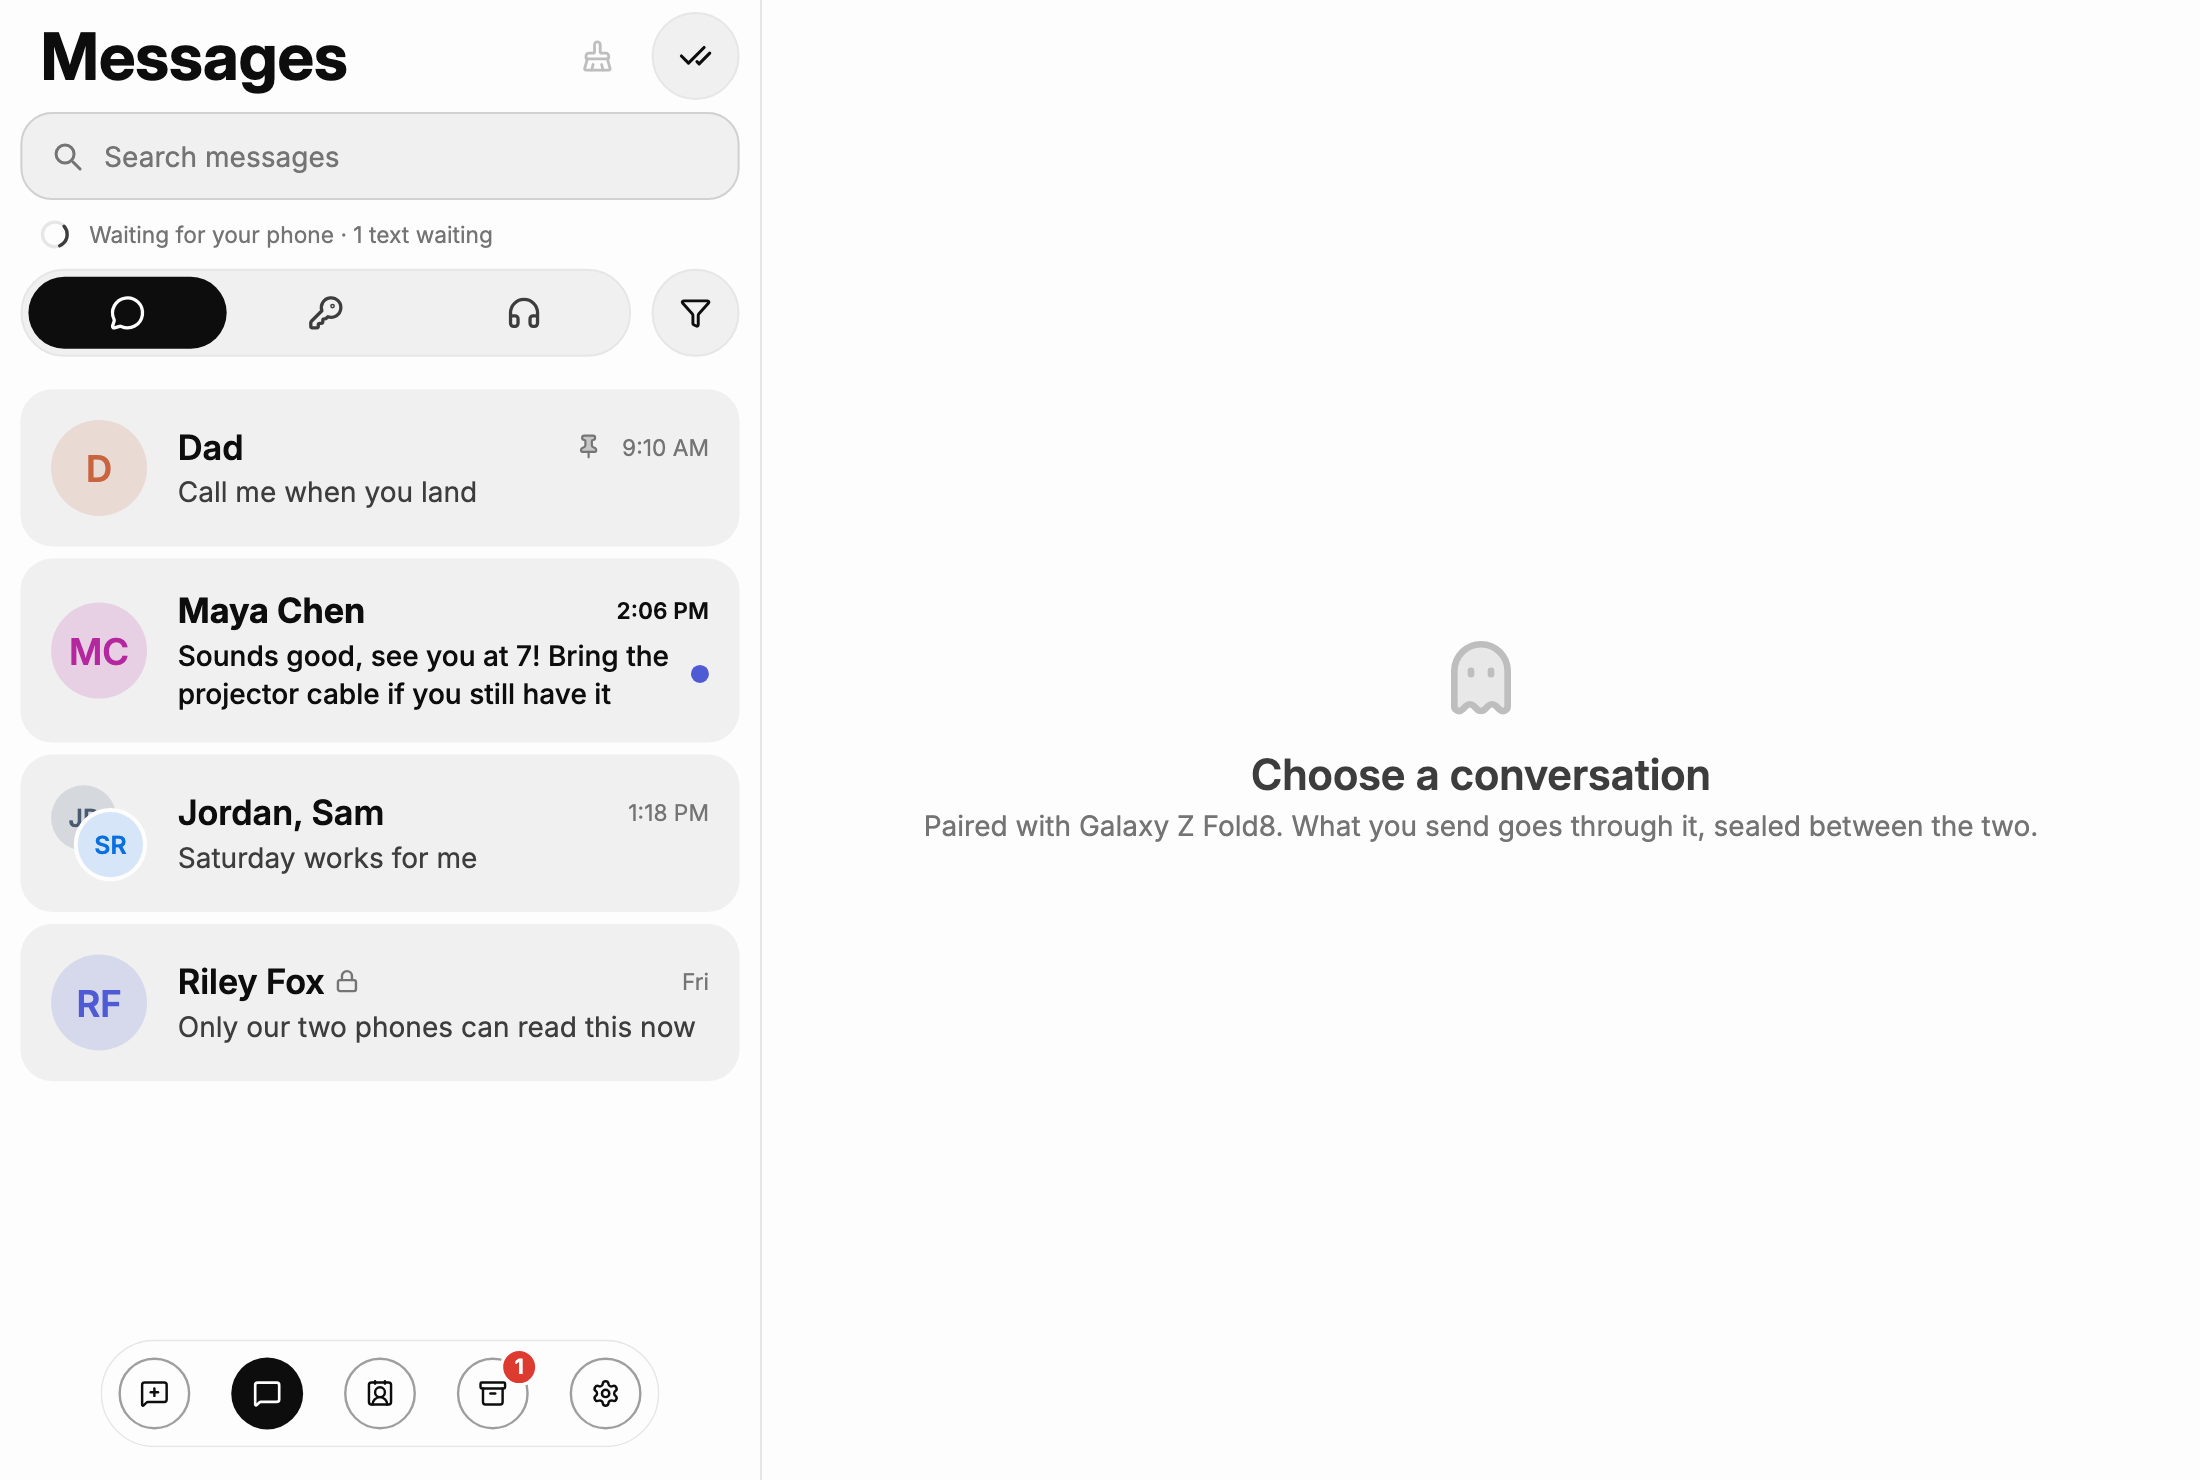 Messages
Search messages
Waiting for your phone · 1 text waiting
D
Dad
9:10 AM
Call me when you land
MC
Maya Chen
2:06 PM
Sounds good, see you at 7! Bring the
projector cable if you still have it
SR
Jordan, Sam
1:18 PM
Saturday works for me
RF
Riley Fox
Fri
Only our two phones can read this now
1
Choose a conversation
Paired with Galaxy Z Fold8. What you send goes through it, sealed between the two.